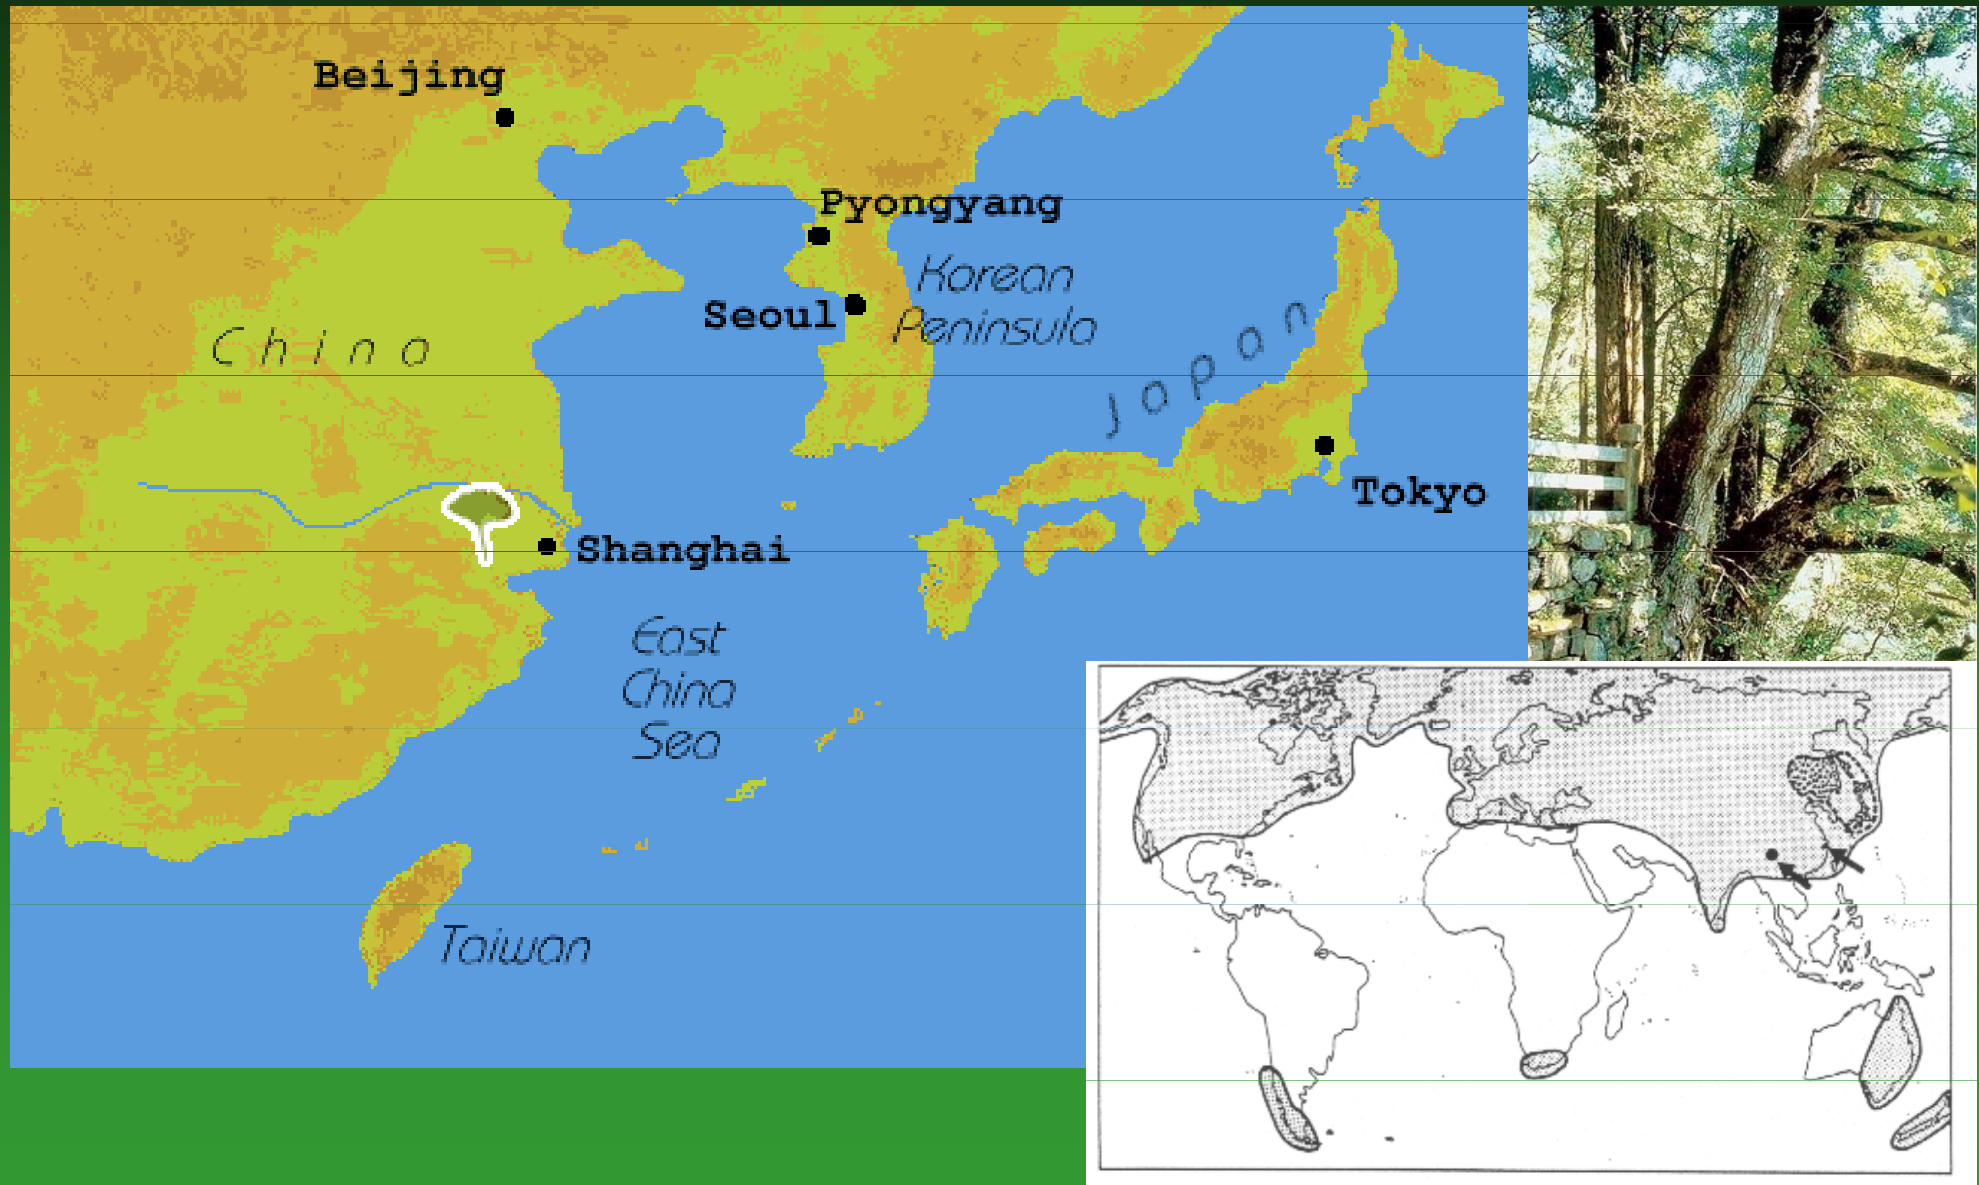 Beijing
Pyongyang
Korean
Peninsula
Seoul
China
Japan
Tokyo
Shanghai
East
China
Sea
Taiwan